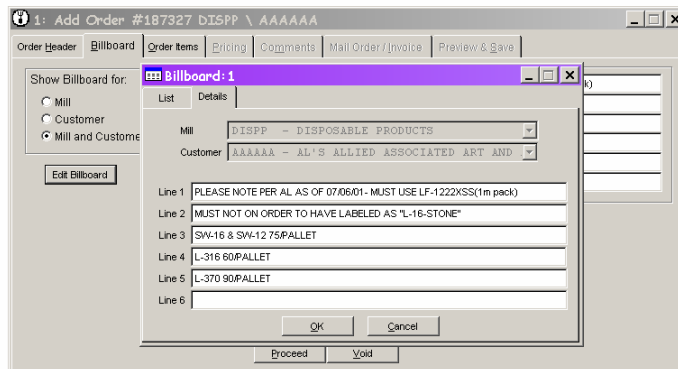 1: Add Order #187327 DISPP \ AAAAAA
Order Header Billboard Order Items Pricing Comments Mail Order / Invoice Preview & Save
Show Billboard for:
Mill
Customer
Mill and Custome
Edit Billboard
k)
Billboard: 1
List Details
Mill DISPP - DISPOSABLE PRODUCTS
Customer AAAAAA - AL'S ALLIED ASSOCIATED ART AND
Line 1 PLEASE NOTE PER AL AS OF 07/06/01- MUST USE LF-1222XSS(1m pack)
Line 2 MUST NOT ON ORDER TO HAVE LABELED AS "L-16-STONE"
Line 3 SW-16 & SW-12 75/PALLET
Line 4 L-316 60/PALLET
Line 5 L-370 90/PALLET
Line 6
OK Cancel
Proceed Void